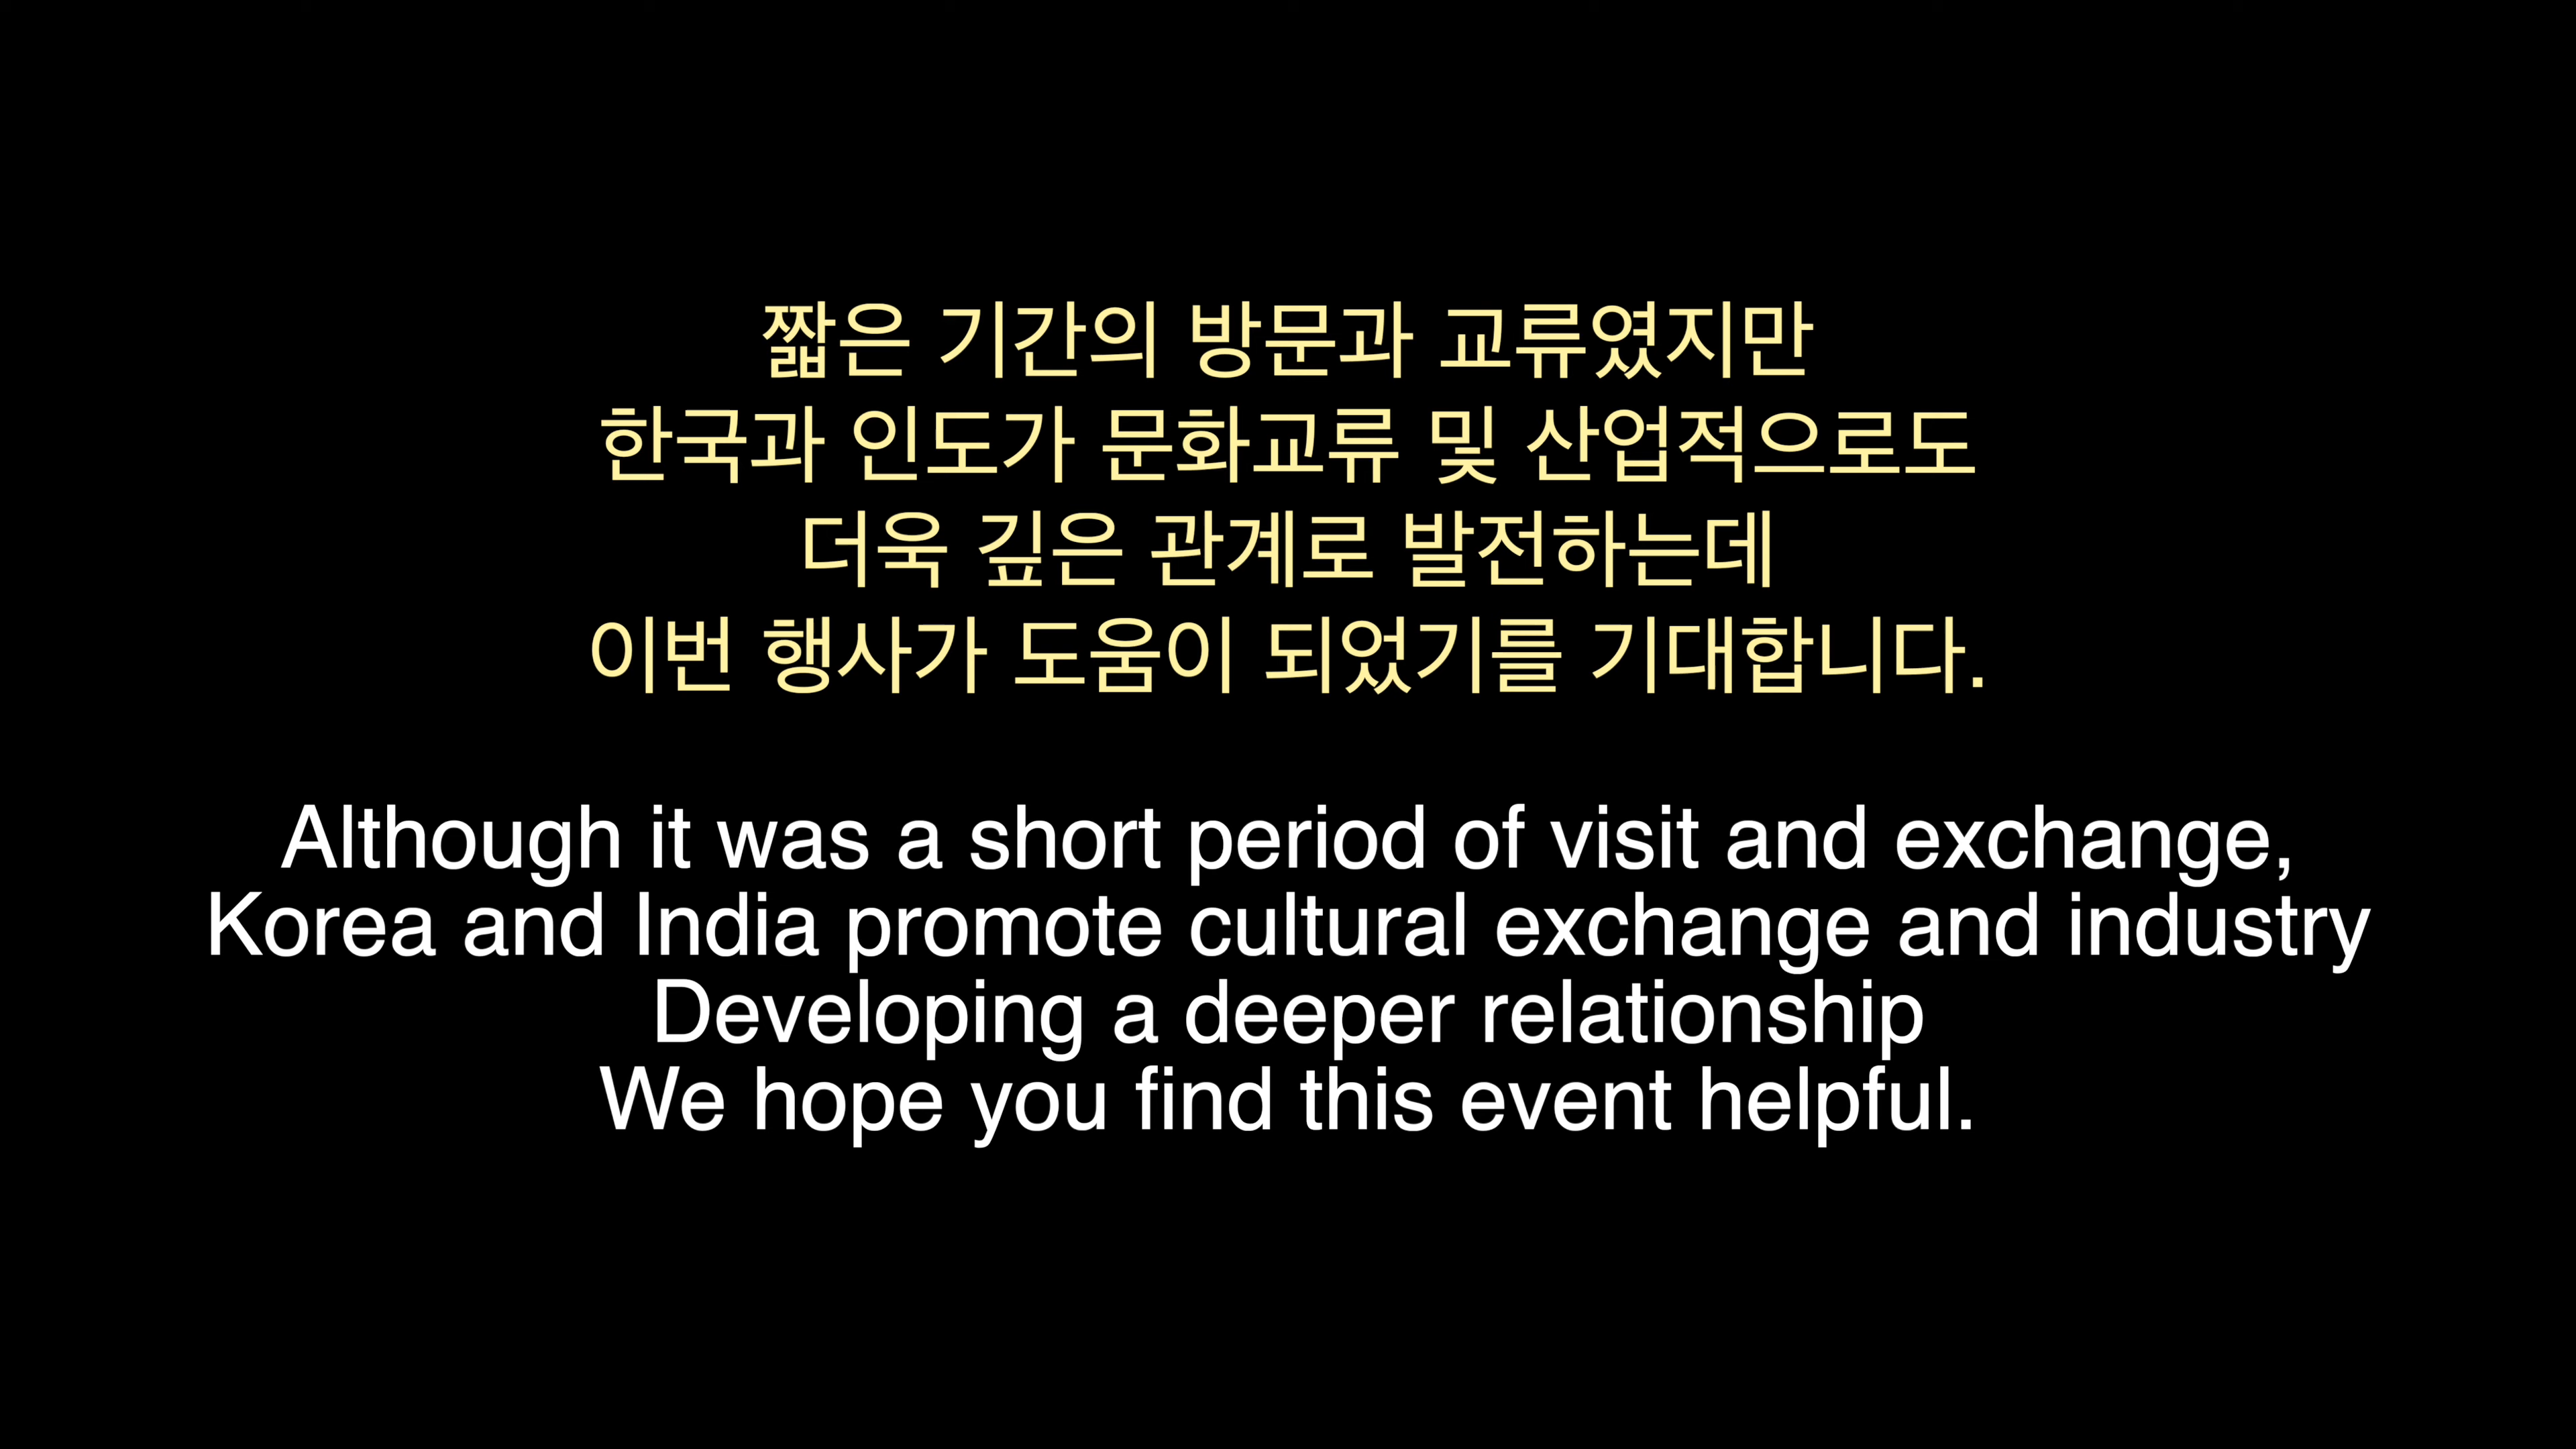 짧은 기간의 방문과 교류였지만
한국과 인도가 문화교류 및 산업적으로도
더욱 깊은 관계로 발전하는데
이번 행사가 도움이 되었기를 기대합니다.
Although it was a short period of visit and exchange,
Korea and India promote cultural exchange and industry
Developing a deeper relationship
We hope you find this event helpful.